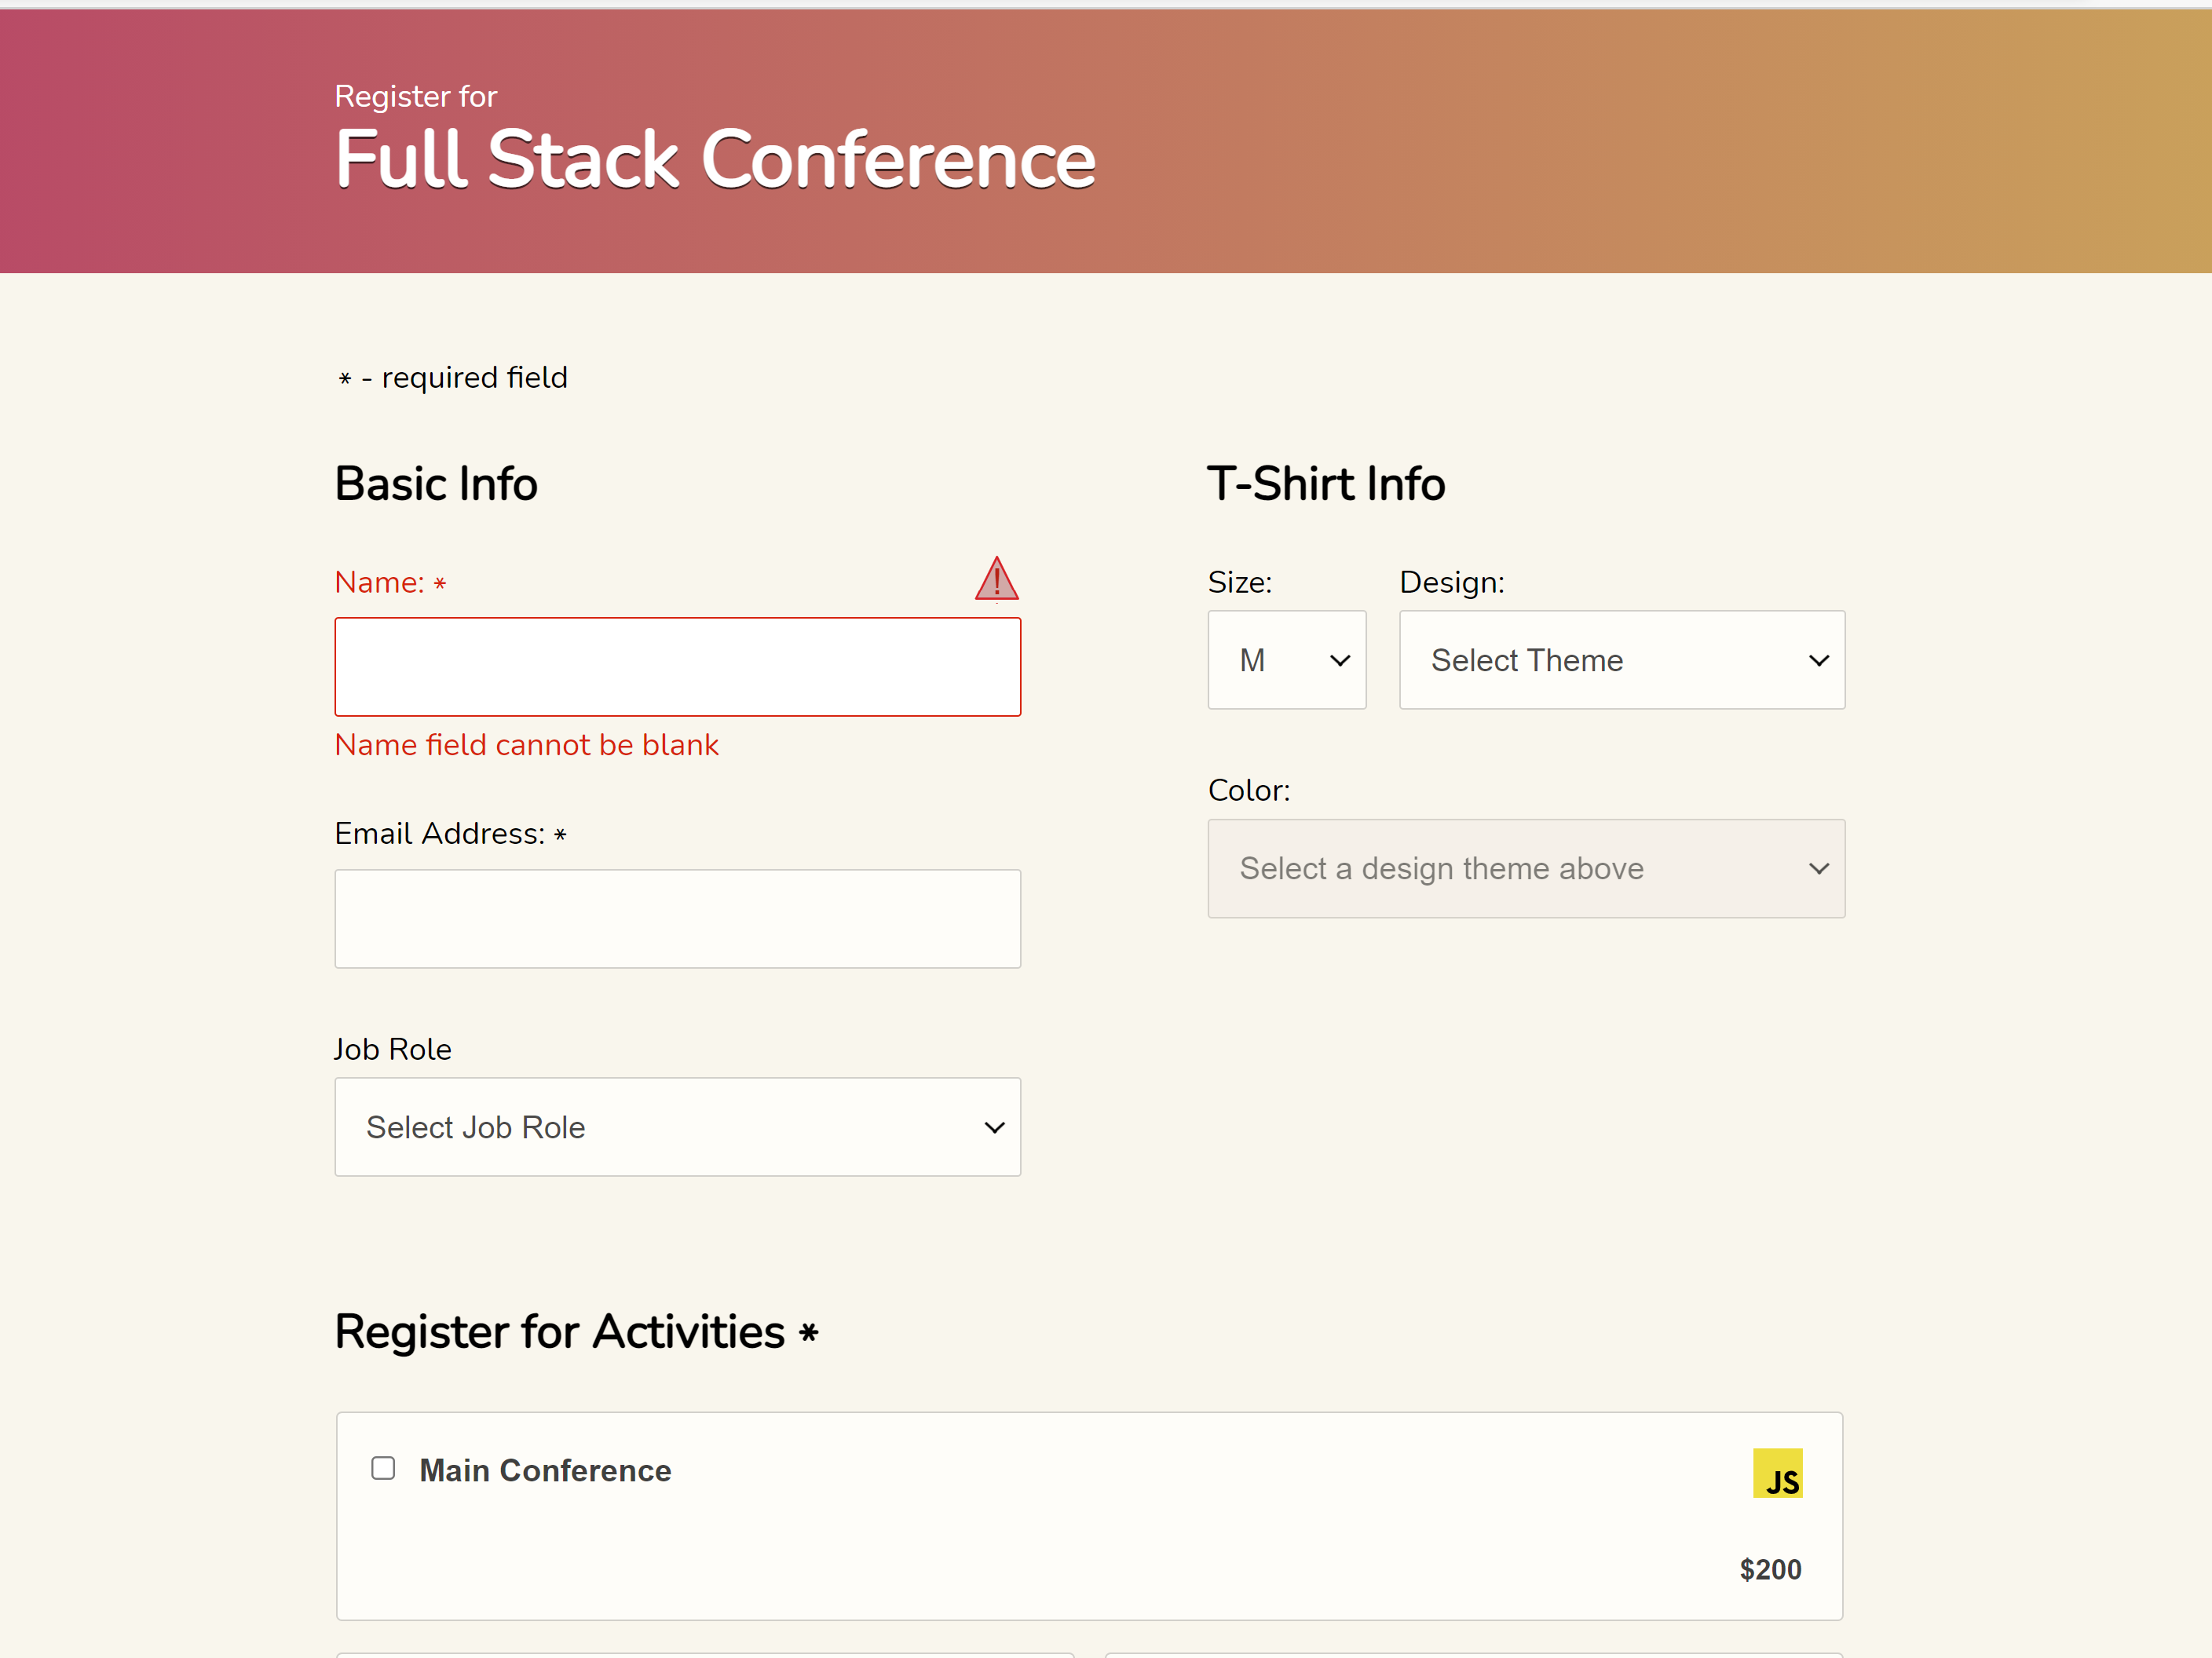 Register for
Full Stack Conference
* - required field
Basic Info
Name: *
!
Name field cannot be blank
Email Address: *
Job Role
Select Job Role
T-Shirt Info
Size:
M
Design:
Select Theme
Color:
Select a design theme above
Register for Activities *
Main Conference
JS
$200